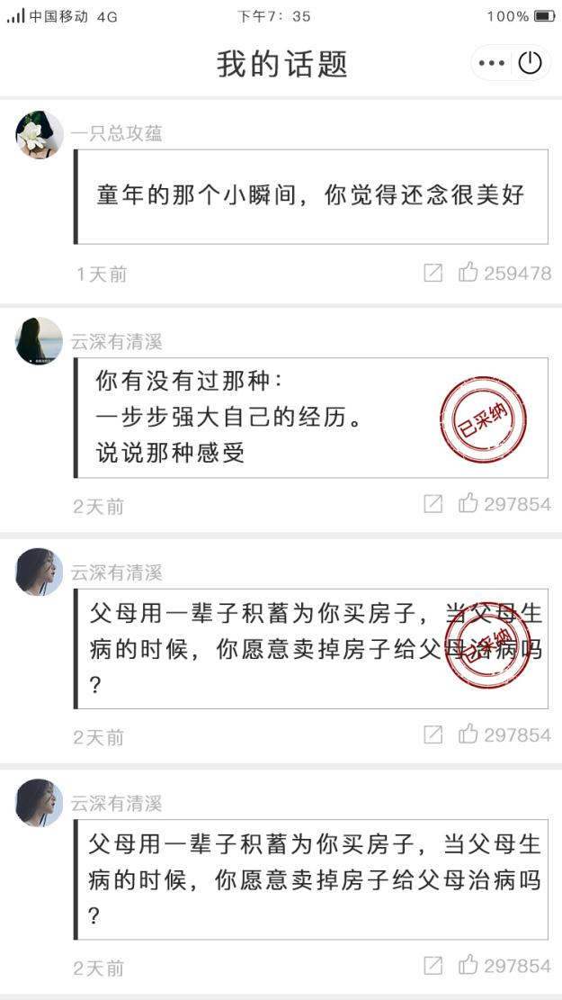 中国移动 4G 下午7：35 100%
我的话题
一只总攻蕴
童年的那个小瞬间，你觉得还念很美好
1天前 259478
云深有清溪
你有没有过那种：
一步步强大自己的经历。
说说那种感受
已采纳
2天前 297854
云深有清溪
父母用一辈子积蓄为你买房子，当父母生
病的时候，你愿意卖掉房子给父母治病吗
？
已采纳
2天前 297854
云深有清溪
父母用一辈子积蓄为你买房子，当父母生
病的时候，你愿意卖掉房子给父母治病吗
？
2天前 297854